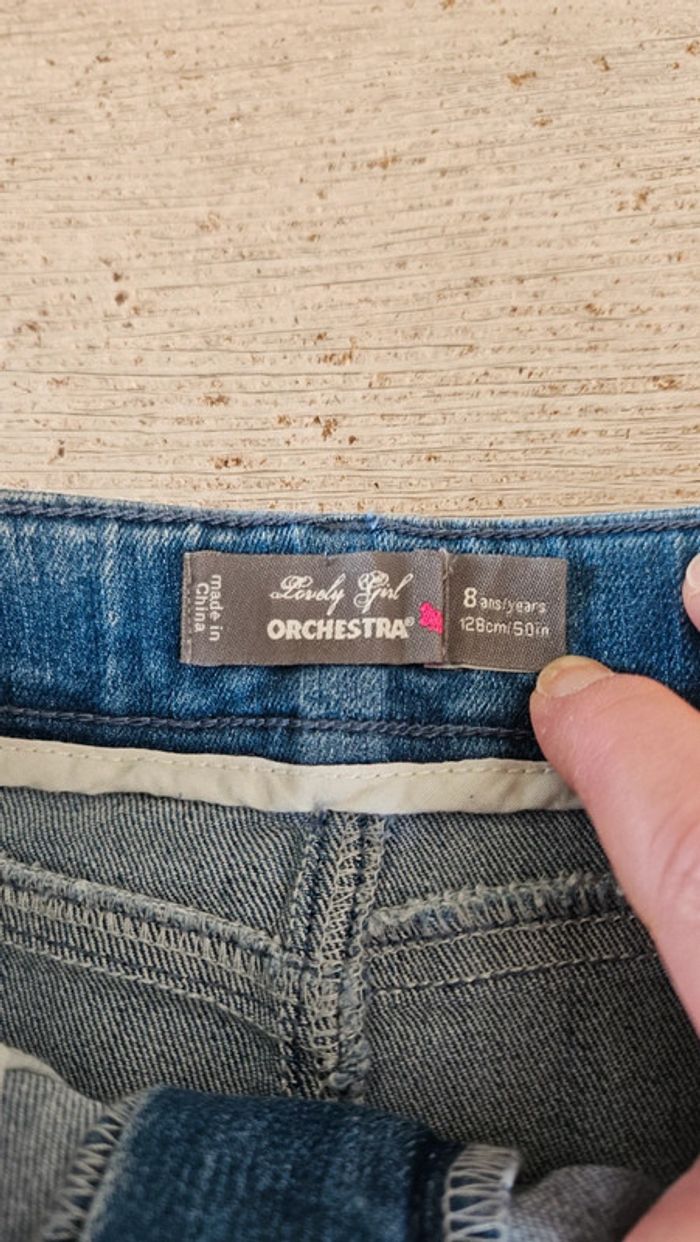 made in
China
Lovely Girl
ORCHESTRA®
8 ans/years
128cm/50in